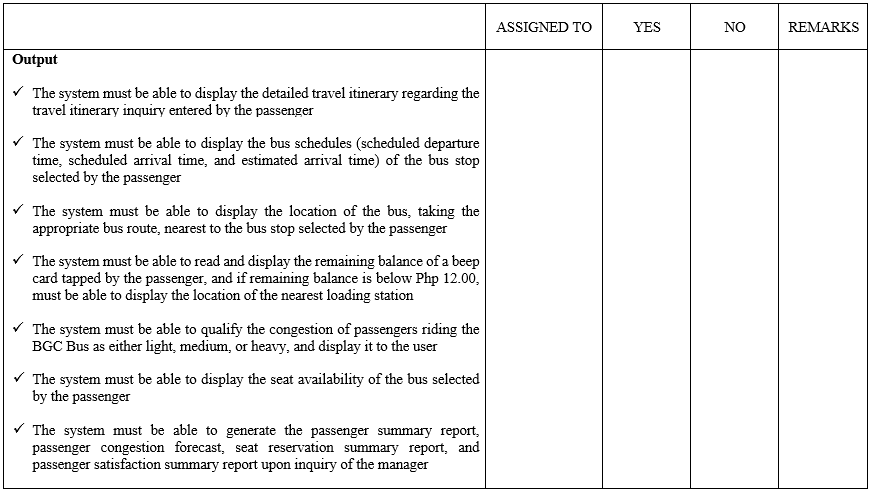 ASSIGNED TO YES NO REMARKS
Output
✓ The system must be able to display the detailed travel itinerary regarding the
travel itinerary inquiry entered by the passenger
✓ The system must be able to display the bus schedules (scheduled departure
time, scheduled arrival time, and estimated arrival time) of the bus stop
selected by the passenger
✓ The system must be able to display the location of the bus, taking the
appropriate bus route, nearest to the bus stop selected by the passenger
✓ The system must be able to read and display the remaining balance of a beep
card tapped by the passenger, and if remaining balance is below Php 12.00,
must be able to display the location of the nearest loading station
✓ The system must be able to qualify the congestion of passengers riding the
BGC Bus as either light, medium, or heavy, and display it to the user
✓ The system must be able to display the seat availability of the bus selected
by the passenger
✓ The system must be able to generate the passenger summary report,
passenger congestion forecast, seat reservation summary report, and
passenger satisfaction summary report upon inquiry of the manager